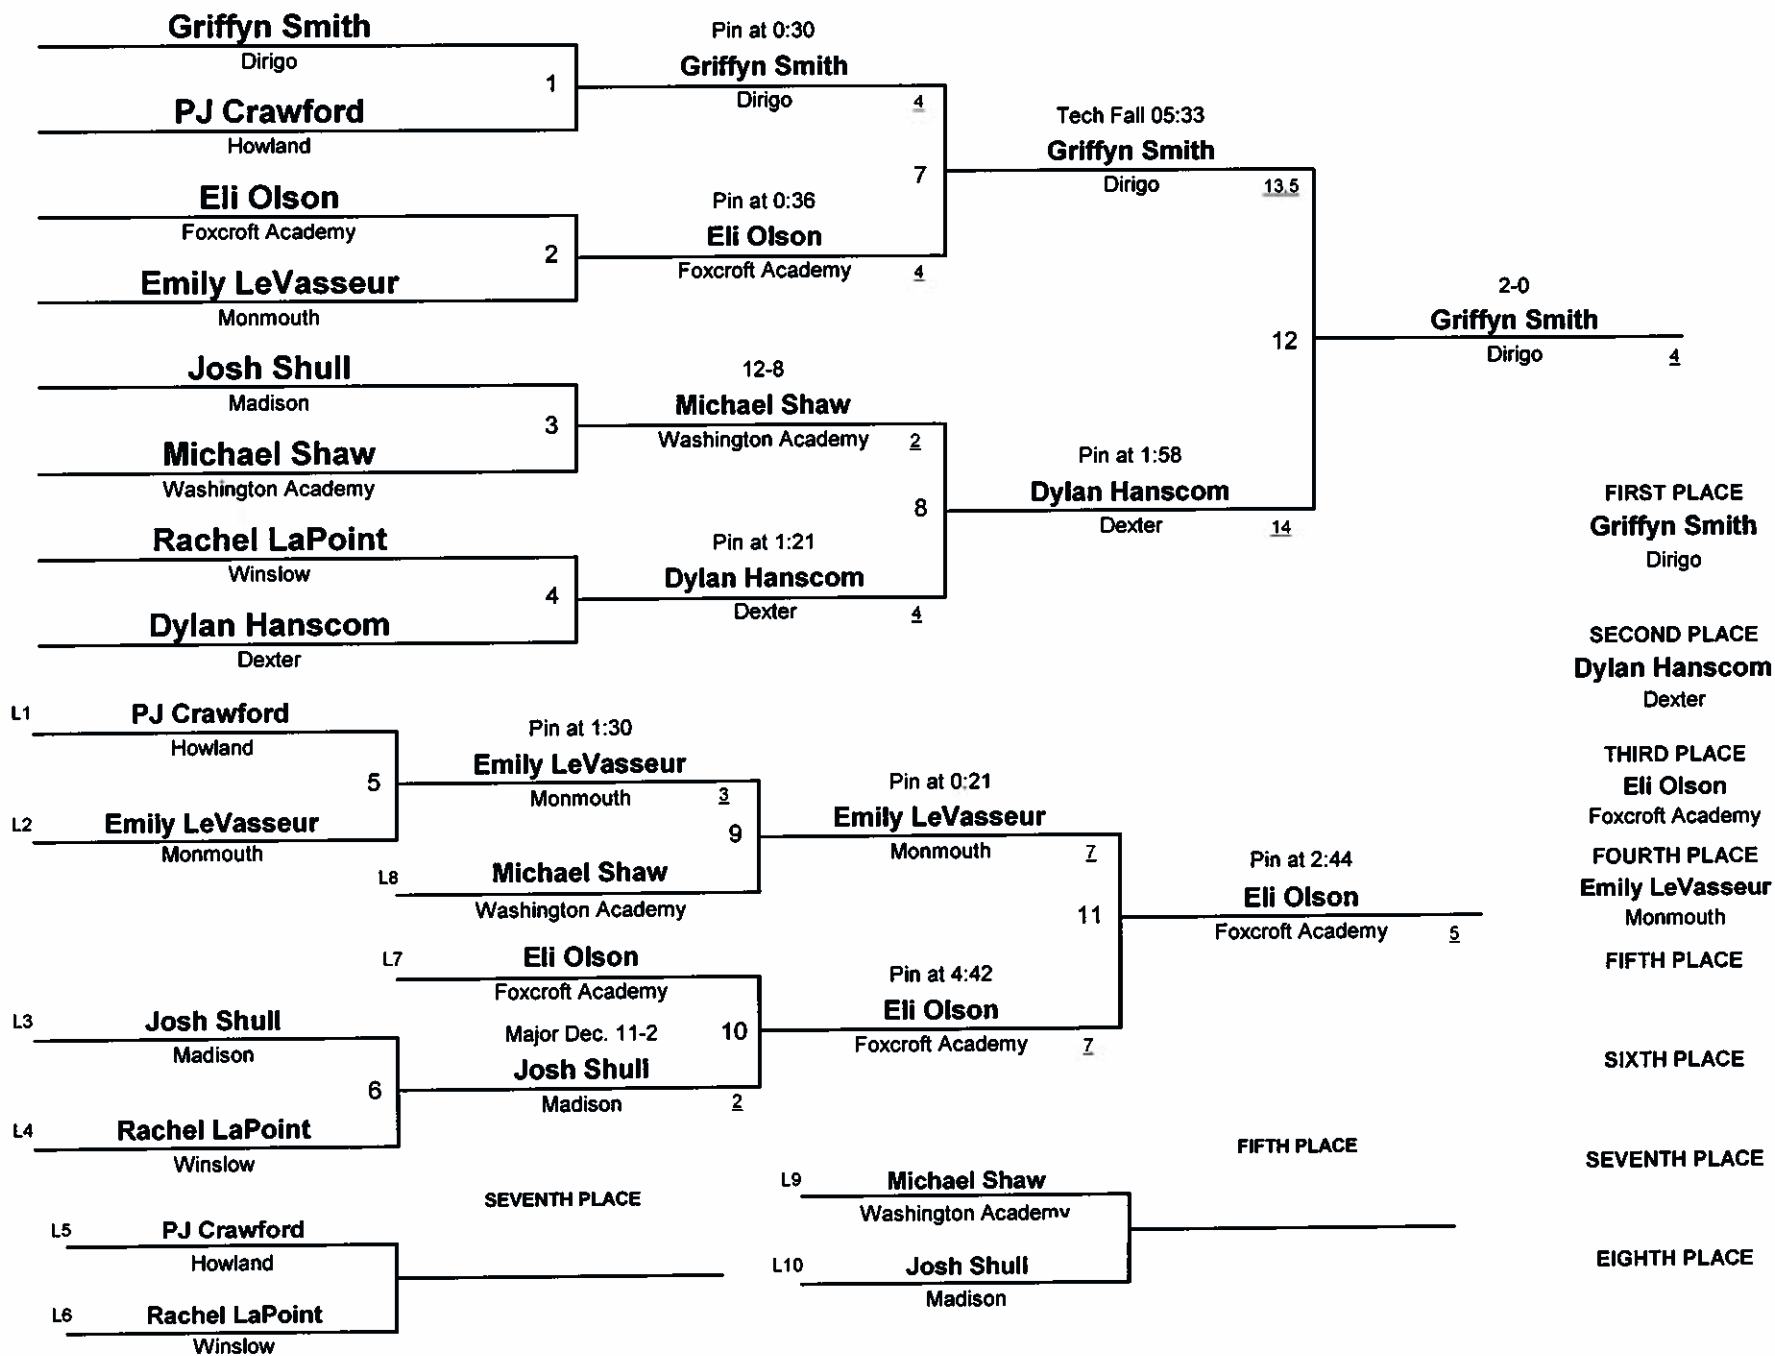 Griffyn Smith
Dirigo
1
PJ Crawford
Howland
Eli Olson
Foxcroft Academy
2
Emily LeVasseur
Monmouth
Josh Shull
Madison
3
Michael Shaw
Washington Academy
Rachel LaPoint
Winslow
4
Dylan Hanscom
Dexter
Pin at 0:30
Griffyn Smith
Dirigo 4
7
Pin at 0:36
Eli Olson
Foxcroft Academy 4
12-8
Michael Shaw
Washington Academy 2
8
Pin at 1:21
Dylan Hanscom
Dexter 4
Tech Fall 05:33
Griffyn Smith
Dirigo 13.5
12
Pin at 1:58
Dylan Hanscom
Dexter 14
2-0
Griffyn Smith
Dirigo 4
L1 PJ Crawford
Howland
5
L2 Emily LeVasseur
Monmouth
L3 Josh Shull
Madison
6
L4 Rachel LaPoint
Winslow
Pin at 1:30
Emily LeVasseur
Monmouth 3
9
L8 Michael Shaw
Washington Academy
L7 Eli Olson
Foxcroft Academy
Major Dec. 11-2 10
Josh Shull
Madison 2
Pin at 0:21
Emily LeVasseur
Monmouth 7
11
Pin at 4:42
Eli Olson
Foxcroft Academy 7
Pin at 2:44
Eli Olson
Foxcroft Academy 5
SEVENTH PLACE
L5 PJ Crawford
Howland
L6 Rachel LaPoint
Winslow
FIFTH PLACE
L9 Michael Shaw
Washington Academy
L10 Josh Shull
Madison
FIRST PLACE
Griffyn Smith
Dirigo
SECOND PLACE
Dylan Hanscom
Dexter
THIRD PLACE
Eli Olson
Foxcroft Academy
FOURTH PLACE
Emily LeVasseur
Monmouth
FIFTH PLACE
SIXTH PLACE
SEVENTH PLACE
EIGHTH PLACE